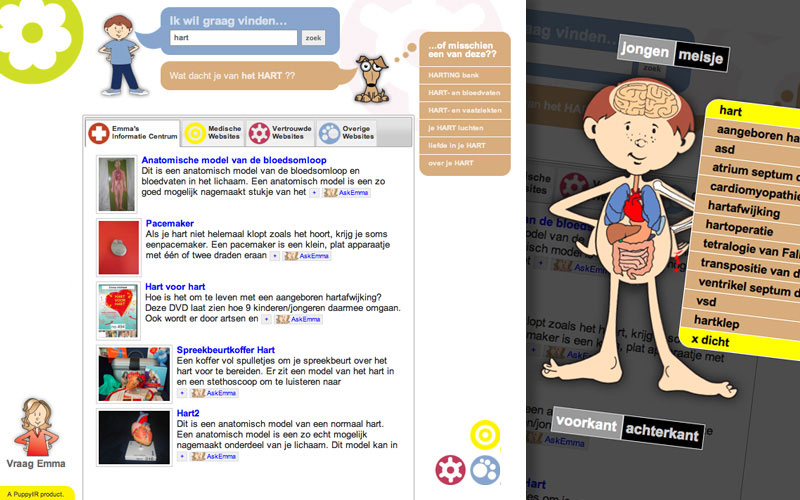 Ik wil graag vinden...
hart
zoek
Wat dacht je van het HART ??
...of misschien
een van deze??
HARTING bank
HART- en bloedvaten
HART- en vaatziekten
je HART luchten
liefde in je HART
over je HART
Emma's
Informatie Centrum
Medische
Websites
Vertrouwde
Websites
Overige
Websites
Anatomische model van de bloedsomloop
Dit is een anatomisch model van de bloedsomloop en
bloedvaten in het lichaam. Een anatomisch model is een zo
goed mogelijk nagemaakt stukje van het + AskEmma
Pacemaker
Als je hart niet helemaal klopt zoals het hoort, krijg je soms
eenpacemaker. Een pacemaker is een klein, plat apparaatje
met één of twee draden eraan + AskEmma
Hart voor hart
Hoe is het om te leven met een aangeboren hartafwijking?
Deze DVD laat zien hoe 9 kinderen/jongeren daarmee omgaan.
Ook wordt er door artsen en + AskEmma
Spreekbeurtkoffer Hart
Een koffer vol spulletjes om je spreekbeurt over het
hart voor te bereiden. Er zit een model van het hart in
en een stethoscoop om te luisteren naar
+ AskEmma
Hart2
Dit is een anatomisch model van een normaal hart.
Een anatomisch model is een zo echt mogelijk
nagemaakt onderdeel van je lichaam. Dit model kan in
+ AskEmma
Vraag Emma
A PuppyIR product.
jongen meisje
hart
aangeboren ha
asd
atrium septum d
cardiomyopathie
hartafwijking
hartoperatie
tetralogie van Fal
transpositie van d
ventrikel septum d
vsd
hartklep
x dicht
voorkant achterkant